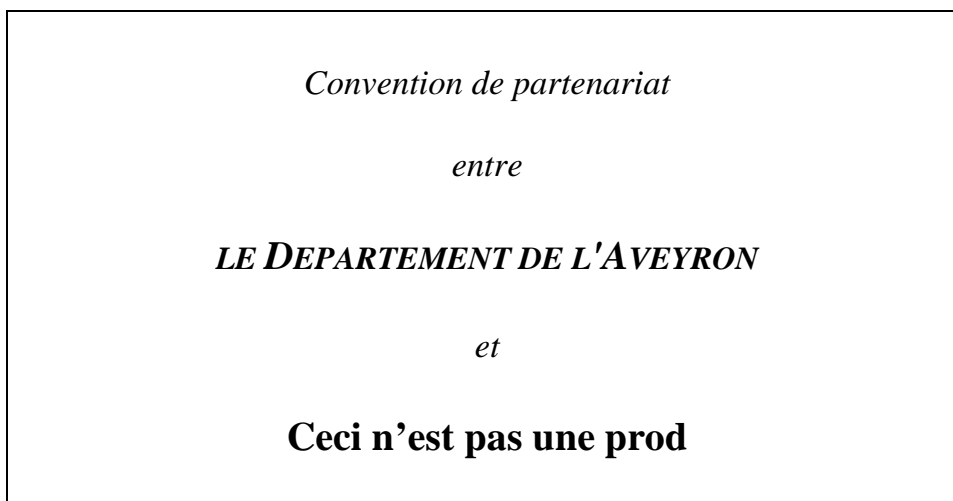 Convention de partenariat
entre
LE DEPARTEMENT DE L'AVEYRON
et
Ceci n’est pas une prod